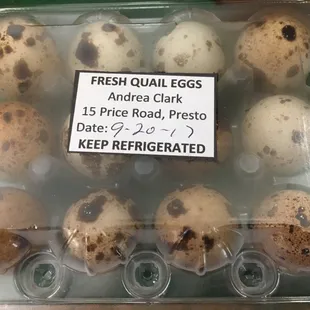 FRESH QUAIL EGGS
Andrea Clark
15 Price Road, Presto
Date: 9-20-17
KEEP REFRIGERATED